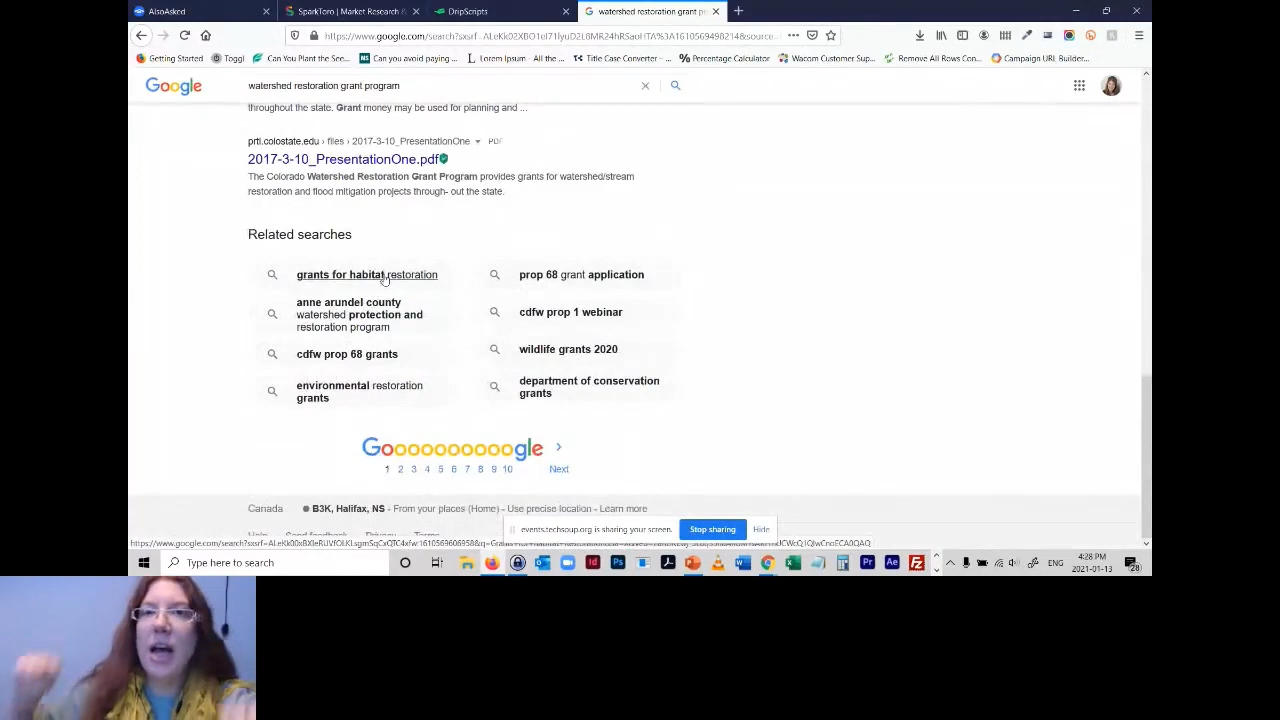 AlsoAsked
SparkToro | Market Research &
DripScripts
watershed restoration grant p
Getting Started
Toggl
Can You Plant the See...
Can you avoid paying ...
Lorem Ipsum - All the ...
Title Case Converter – ...
Percentage Calculator
Wacom Customer Sup...
Remove All Rows Con...
Campaign URL Builder...
Google
watershed restoration grant program
throughout the state. Grant money may be used for planning and ...
prti.colostate.edu › files › 2017-3-10_PresentationOne
PDF
2017-3-10_PresentationOne.pdf
The Colorado Watershed Restoration Grant Program provides grants for watershed/stream
restoration and flood mitigation projects through- out the state.
Related searches
grants for habitat restoration
anne arundel county
watershed protection and
restoration program
cdfw prop 68 grants
environmental restoration
grants
prop 68 grant application
cdfw prop 1 webinar
wildlife grants 2020
department of conservation
grants
Goooooooooogle
1 2 3 4 5 6 7 8 9 10
Next
Canada
B3K, Halifax, NS - From your places (Home) - Use precise location - Learn more
events.techsoup.org is sharing your screen.
Stop sharing
Hide
Type here to search
ENG
4:28 PM
2021-01-13
28